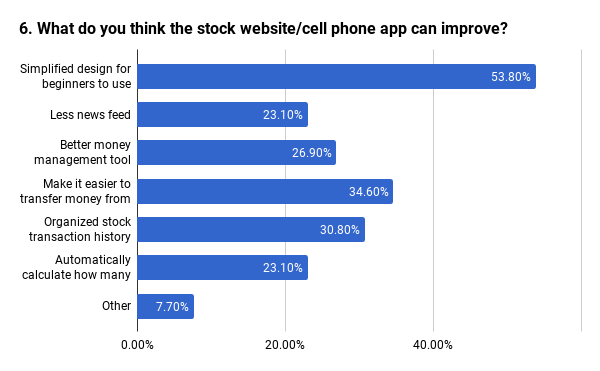 6. What do you think the stock website/cell phone app can improve?
Simplified design for
beginners to use
53.80%
Less news feed
23.10%
Better money
management tool
26.90%
Make it easier to
transfer money from
34.60%
Organized stock
transaction history
30.80%
Automatically
calculate how many
23.10%
Other
7.70%
0.00%
20.00%
40.00%